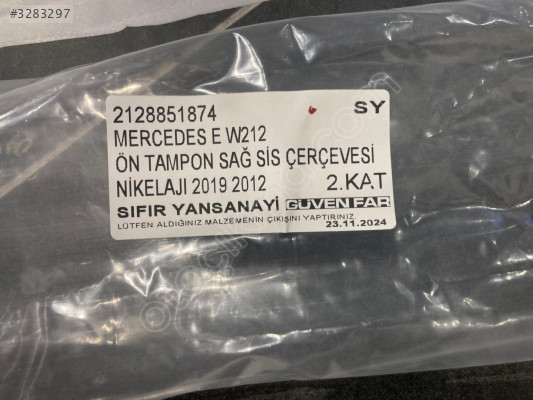 #3283297
2128851874 SY
MERCEDES E W212
ÖN TAMPON SAĞ SİS ÇERÇEVESİ
NİKELAJI 2019 2012 2.KAT
SIFIR YANSANAYİ GÜVEN FAR
LÜTFEN ALDIĞINIZ MALZEMENİN ÇIKIŞINI YAPTIRINIZ. 23.11.2024